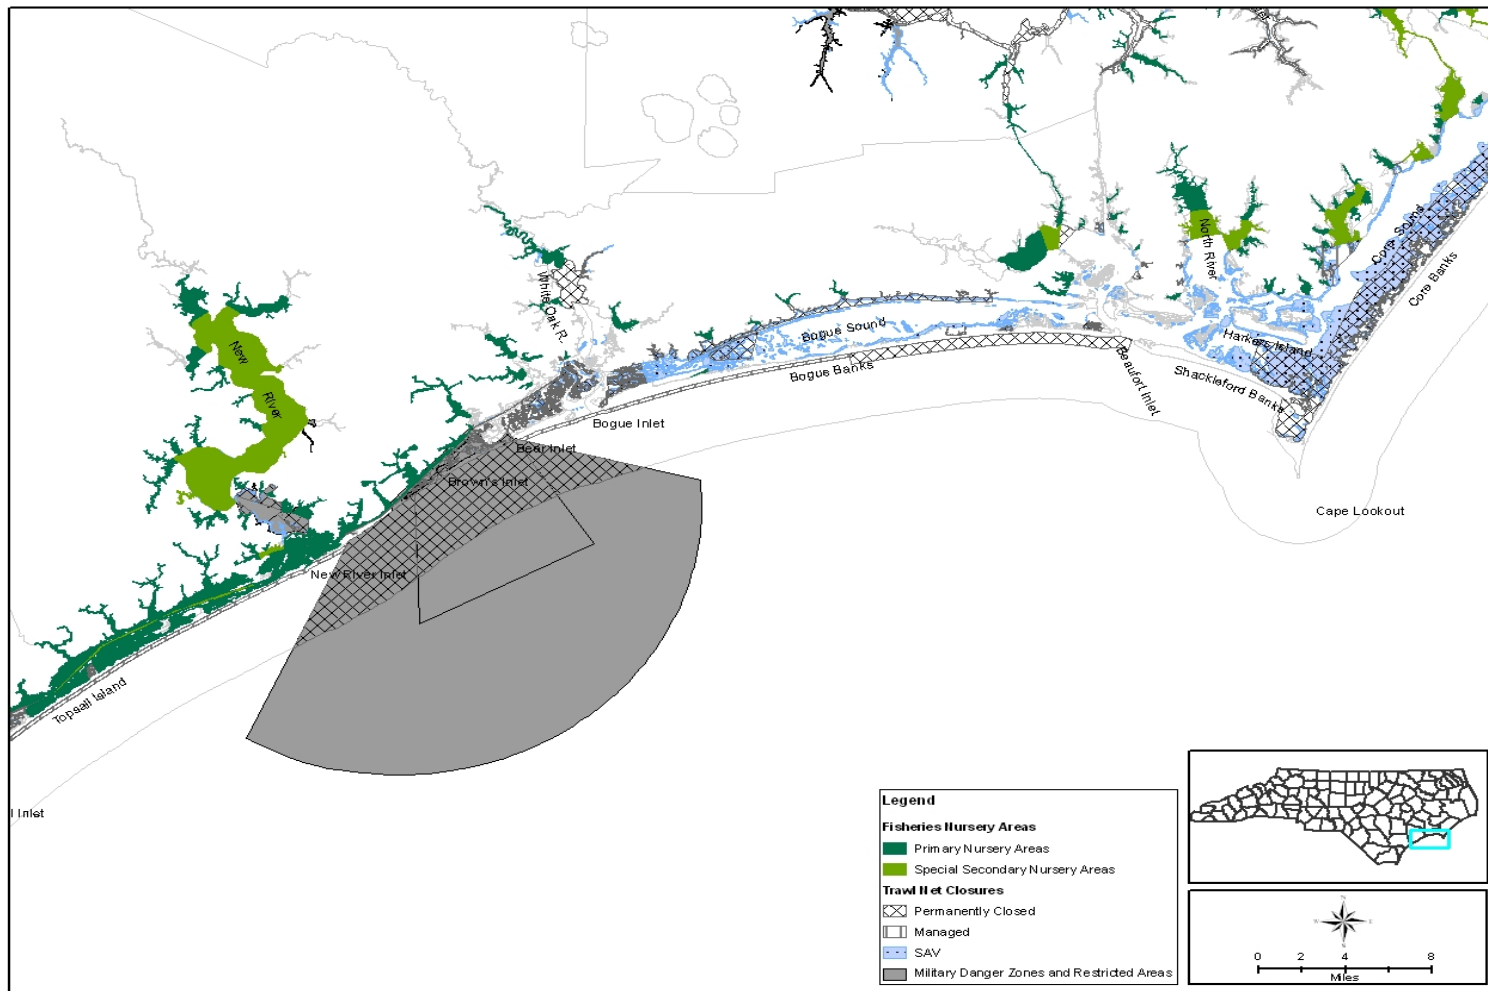 White Oak R.
North River
Core Sound
Core Banks
New
River
Bogue Sound
Harkers Island
Bogue Banks
Beaufort Inlet
Shackleford Banks
Bogue Inlet
Bear Inlet
Brown's Inlet
Cape Lookout
New River Inlet
Topsail Island
l Inlet
Legend
Fisheries Nursery Areas
Primary Nursery Areas
Special Secondary Nursery Areas
Trawl Net Closures
Permanently Closed
Managed
SAV
Military Danger Zones and Restricted Areas
N
W E
S
0 2 4 8
Miles